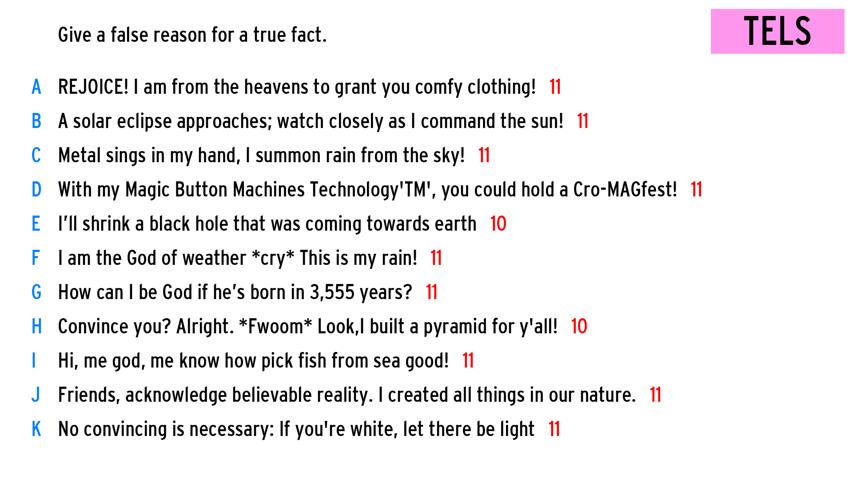 Give a false reason for a true fact.
TELS
A REJOICE! I am from the heavens to grant you comfy clothing! 11
B A solar eclipse approaches; watch closely as I command the sun! 11
C Metal sings in my hand, I summon rain from the sky! 11
D With my Magic Button Machines Technology'TM', you could hold a Cro-MAGfest! 11
E I'll shrink a black hole that was coming towards earth 10
F I am the God of weather *cry* This is my rain! 11
G How can I be God if he's born in 3,555 years? 11
H Convince you? Alright. *Fwoom* Look,I built a pyramid for y'all! 10
I Hi, me god, me know how pick fish from sea good! 11
J Friends, acknowledge believable reality. I created all things in our nature. 11
K No convincing is necessary: If you're white, let there be light 11